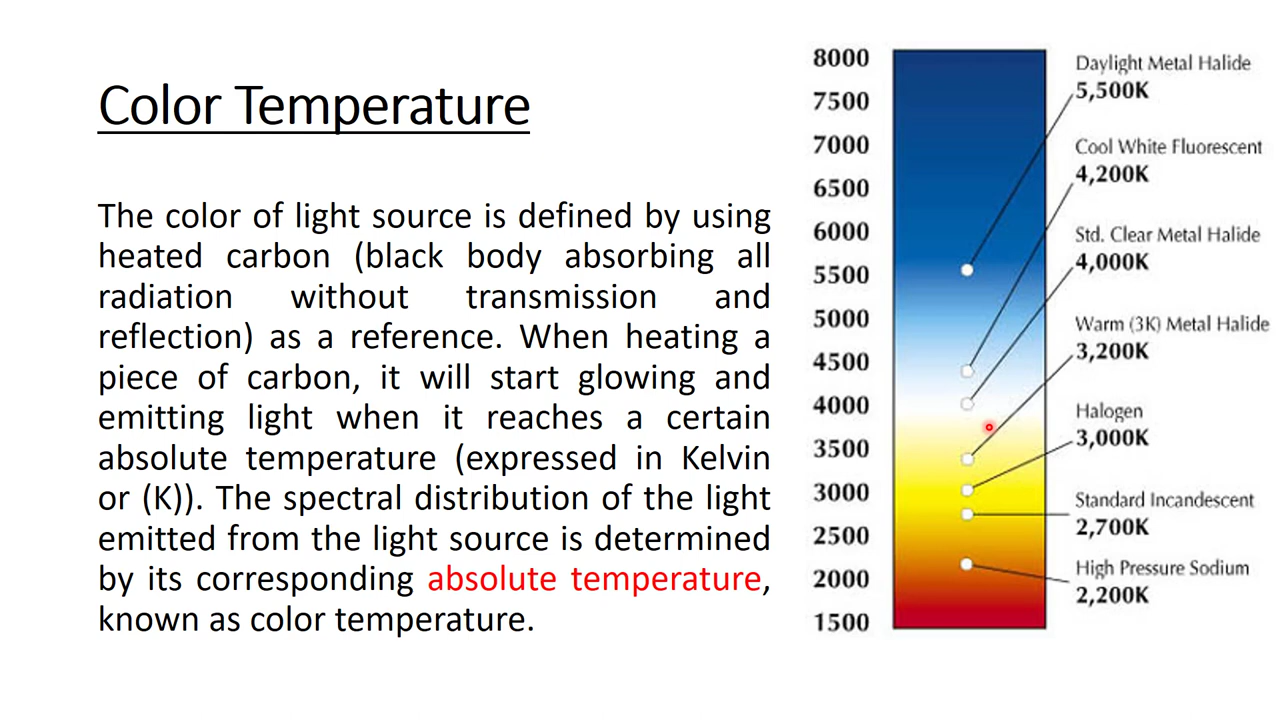 Color Temperature
The color of light source is defined by using
heated carbon (black body absorbing all
radiation without transmission and
reflection) as a reference. When heating a
piece of carbon, it will start glowing and
emitting light when it reaches a certain
absolute temperature (expressed in Kelvin
or (K)). The spectral distribution of the light
emitted from the light source is determined
by its corresponding absolute temperature,
known as color temperature.
8000
7500
7000
6500
6000
5500
5000
4500
4000
3500
3000
2500
2000
1500
Daylight Metal Halide
5,500K
Cool White Fluorescent
4,200K
Std. Clear Metal Halide
4,000K
Warm (3K) Metal Halide
3,200K
Halogen
3,000K
Standard Incandescent
2,700K
High Pressure Sodium
2,200K